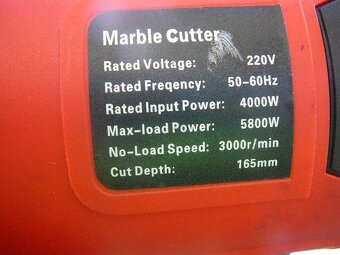 Marble Cutter
Rated Voltage: 220V
Rated Freqency: 50-60Hz
Rated Input Power: 4000W
Max-load Power: 5800W
No-Load Speed: 3000r/min
Cut Depth: 165mm